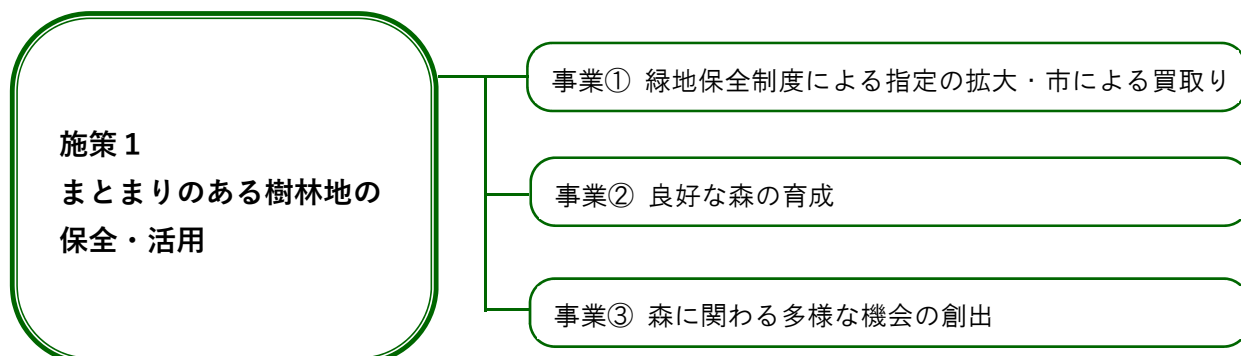 施策１
まとまりのある樹林地の
保全・活用
事業① 緑地保全制度による指定の拡大・市による買取り
事業② 良好な森の育成
事業③ 森に関わる多様な機会の創出